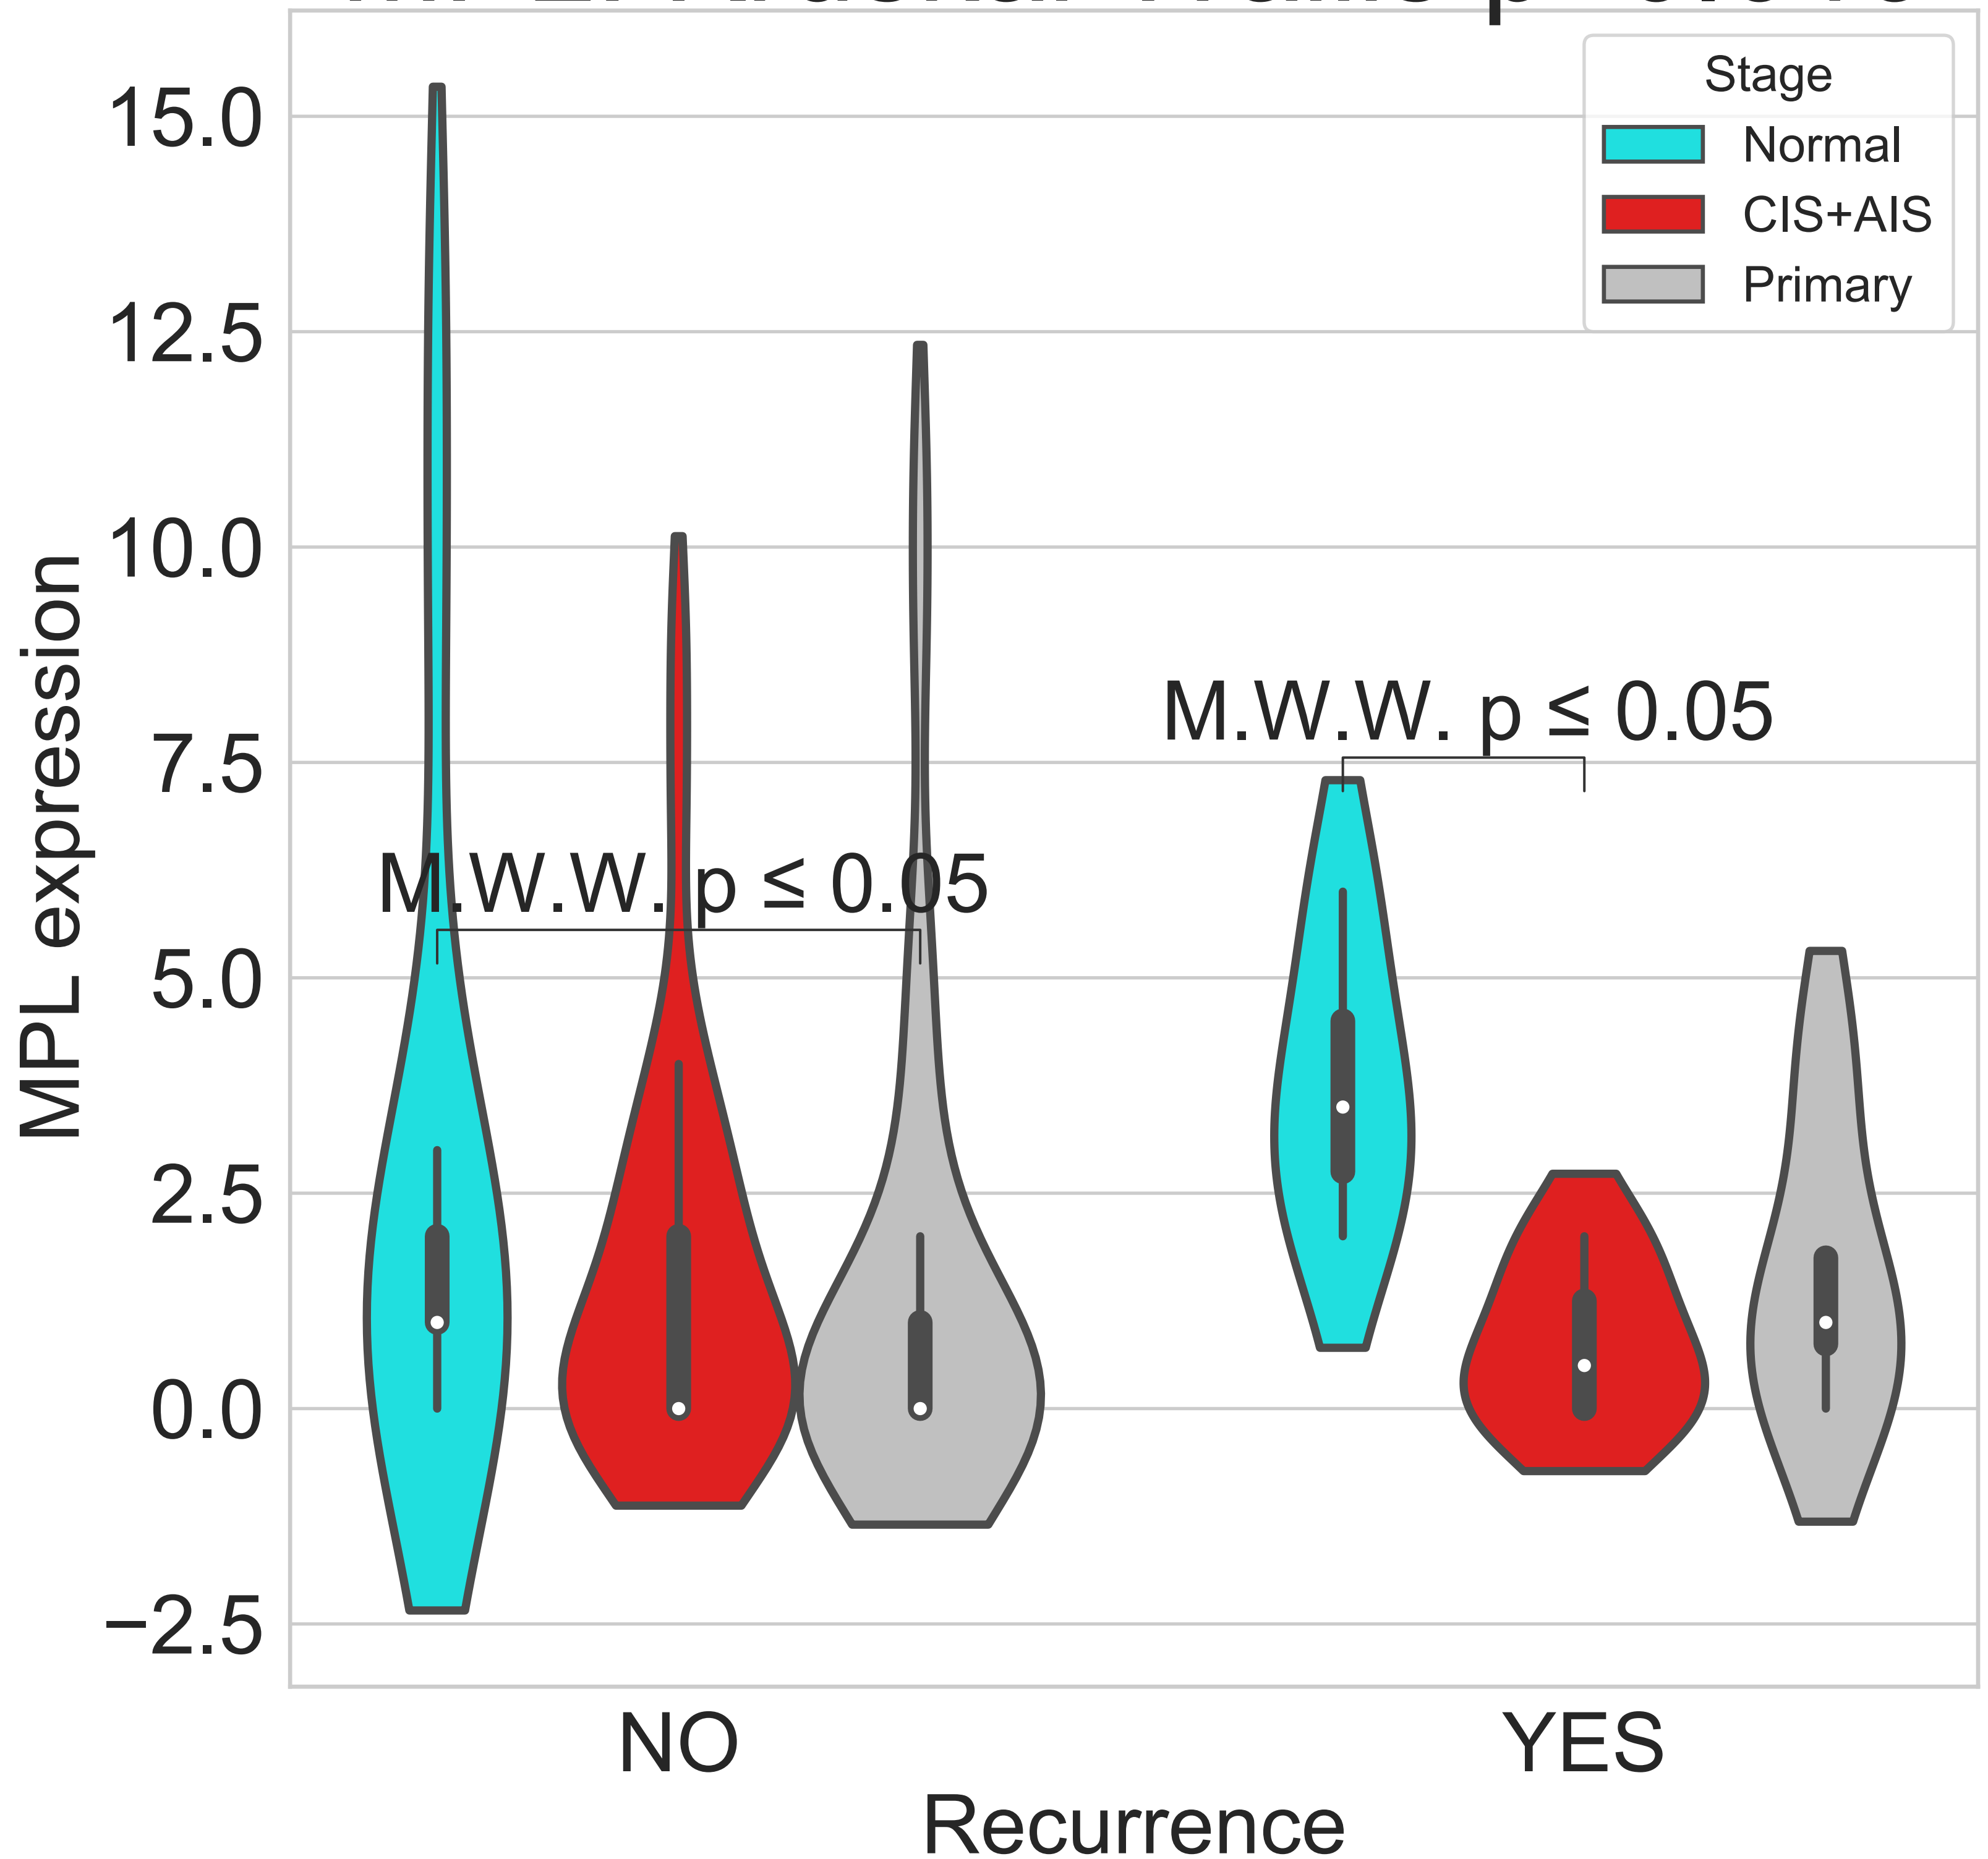 Stage
Normal
CIS+AIS
Primary
15.0
12.5
10.0
7.5
5.0
2.5
0.0
−2.5
MPL expression
M.W.W. p ≤ 0.05
M.W.W. p ≤ 0.05
NO
YES
Recurrence